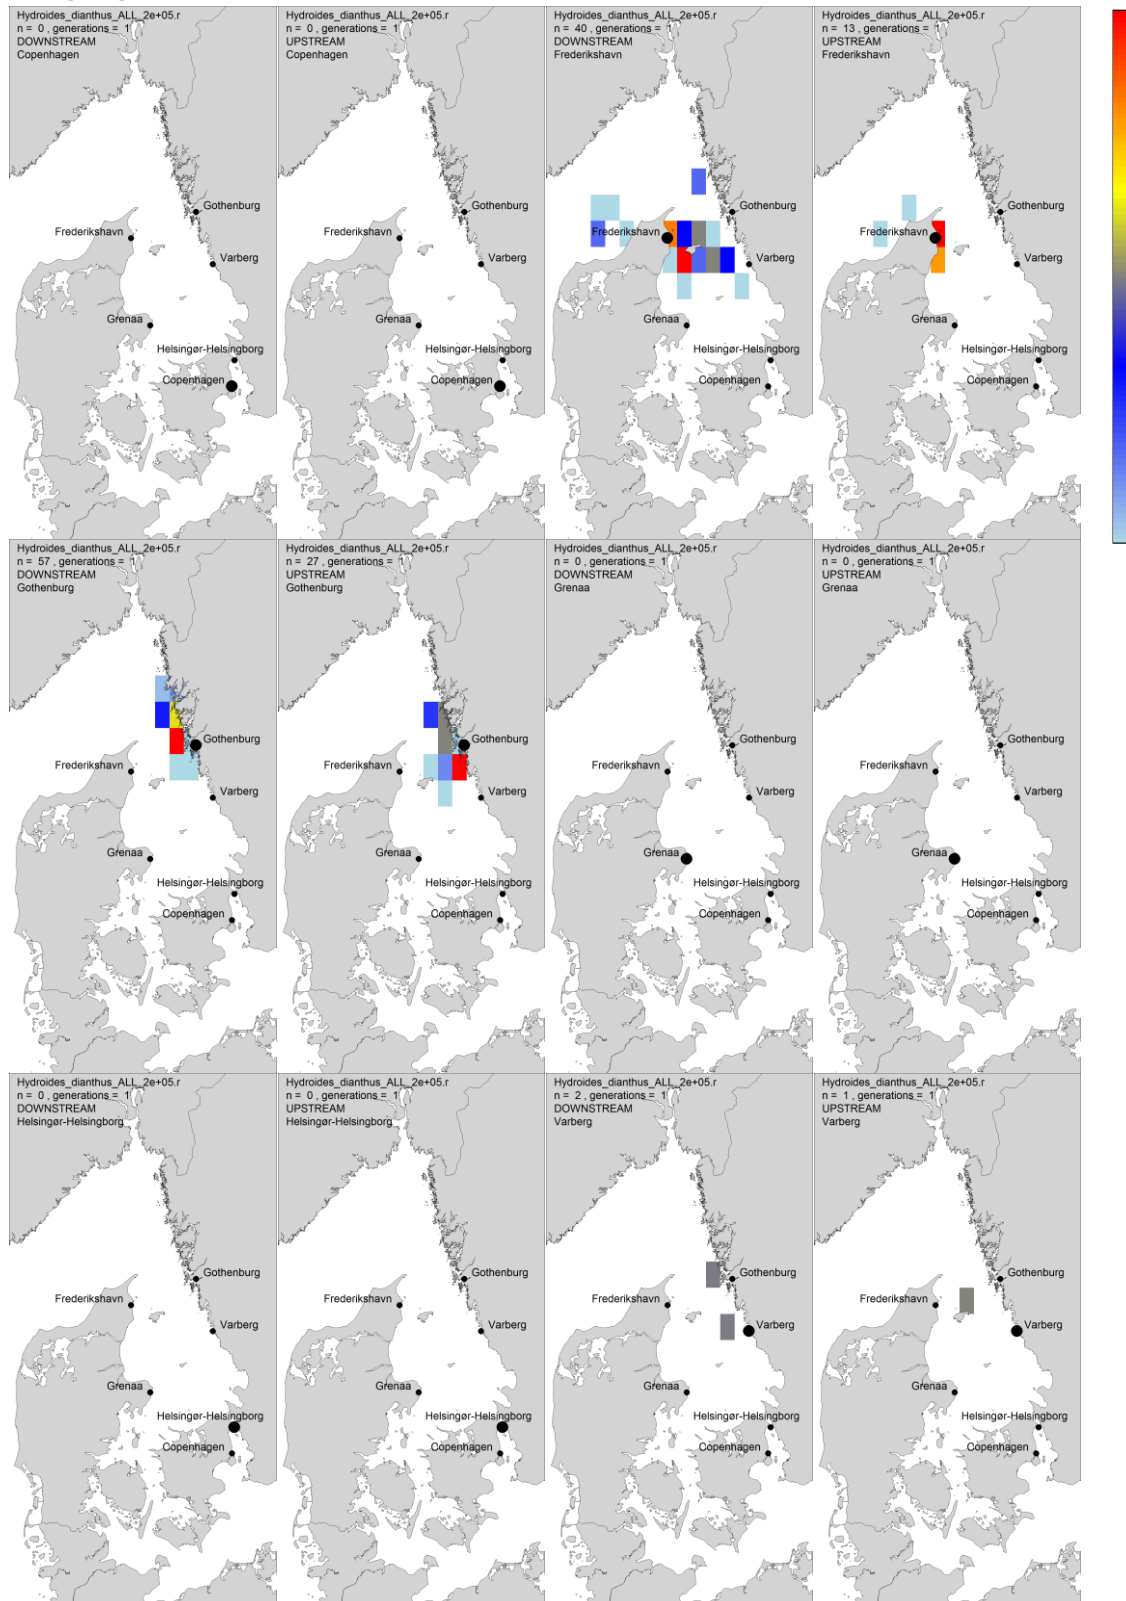 Hydroides_dianthus_ALL_2e+05.r
n = 0 , generations = 1
DOWNSTREAM
Copenhagen
Gothenburg
Frederikshavn
Varberg
Grenaa
Helsingør-Helsingborg
Copenhagen
Hydroides_dianthus_ALL_2e+05.r
n = 0 , generations = 1
UPSTREAM
Copenhagen
Gothenburg
Frederikshavn
Varberg
Grenaa
Helsingør-Helsingborg
Copenhagen
Hydroides_dianthus_ALL_2e+05.r
n = 40 , generations = 1
DOWNSTREAM
Frederikshavn
Gothenburg
Frederikshavn
Varberg
Grenaa
Helsingør-Helsingborg
Copenhagen
Hydroides_dianthus_ALL_2e+05.r
n = 13 , generations = 1
UPSTREAM
Frederikshavn
Gothenburg
Frederikshavn
Varberg
Grenaa
Helsingør-Helsingborg
Copenhagen
Hydroides_dianthus_ALL_2e+05.r
n = 57 , generations = 1
DOWNSTREAM
Gothenburg
Gothenburg
Frederikshavn
Varberg
Grenaa
Helsingør-Helsingborg
Copenhagen
Hydroides_dianthus_ALL_2e+05.r
n = 27 , generations = 1
UPSTREAM
Gothenburg
Gothenburg
Frederikshavn
Varberg
Grenaa
Helsingør-Helsingborg
Copenhagen
Hydroides_dianthus_ALL_2e+05.r
n = 0 , generations = 1
DOWNSTREAM
Grenaa
Gothenburg
Frederikshavn
Varberg
Grenaa
Helsingør-Helsingborg
Copenhagen
Hydroides_dianthus_ALL_2e+05.r
n = 0 , generations = 1
UPSTREAM
Grenaa
Gothenburg
Frederikshavn
Varberg
Grenaa
Helsingør-Helsingborg
Copenhagen
Hydroides_dianthus_ALL_2e+05.r
n = 0 , generations = 1
DOWNSTREAM
Helsingør-Helsingborg
Gothenburg
Frederikshavn
Varberg
Grenaa
Helsingør-Helsingborg
Copenhagen
Hydroides_dianthus_ALL_2e+05.r
n = 0 , generations = 1
UPSTREAM
Helsingør-Helsingborg
Gothenburg
Frederikshavn
Varberg
Grenaa
Helsingør-Helsingborg
Copenhagen
Hydroides_dianthus_ALL_2e+05.r
n = 2 , generations = 1
DOWNSTREAM
Varberg
Gothenburg
Frederikshavn
Varberg
Grenaa
Helsingør-Helsingborg
Copenhagen
Hydroides_dianthus_ALL_2e+05.r
n = 1 , generations = 1
UPSTREAM
Varberg
Gothenburg
Frederikshavn
Varberg
Grenaa
Helsingør-Helsingborg
Copenhagen